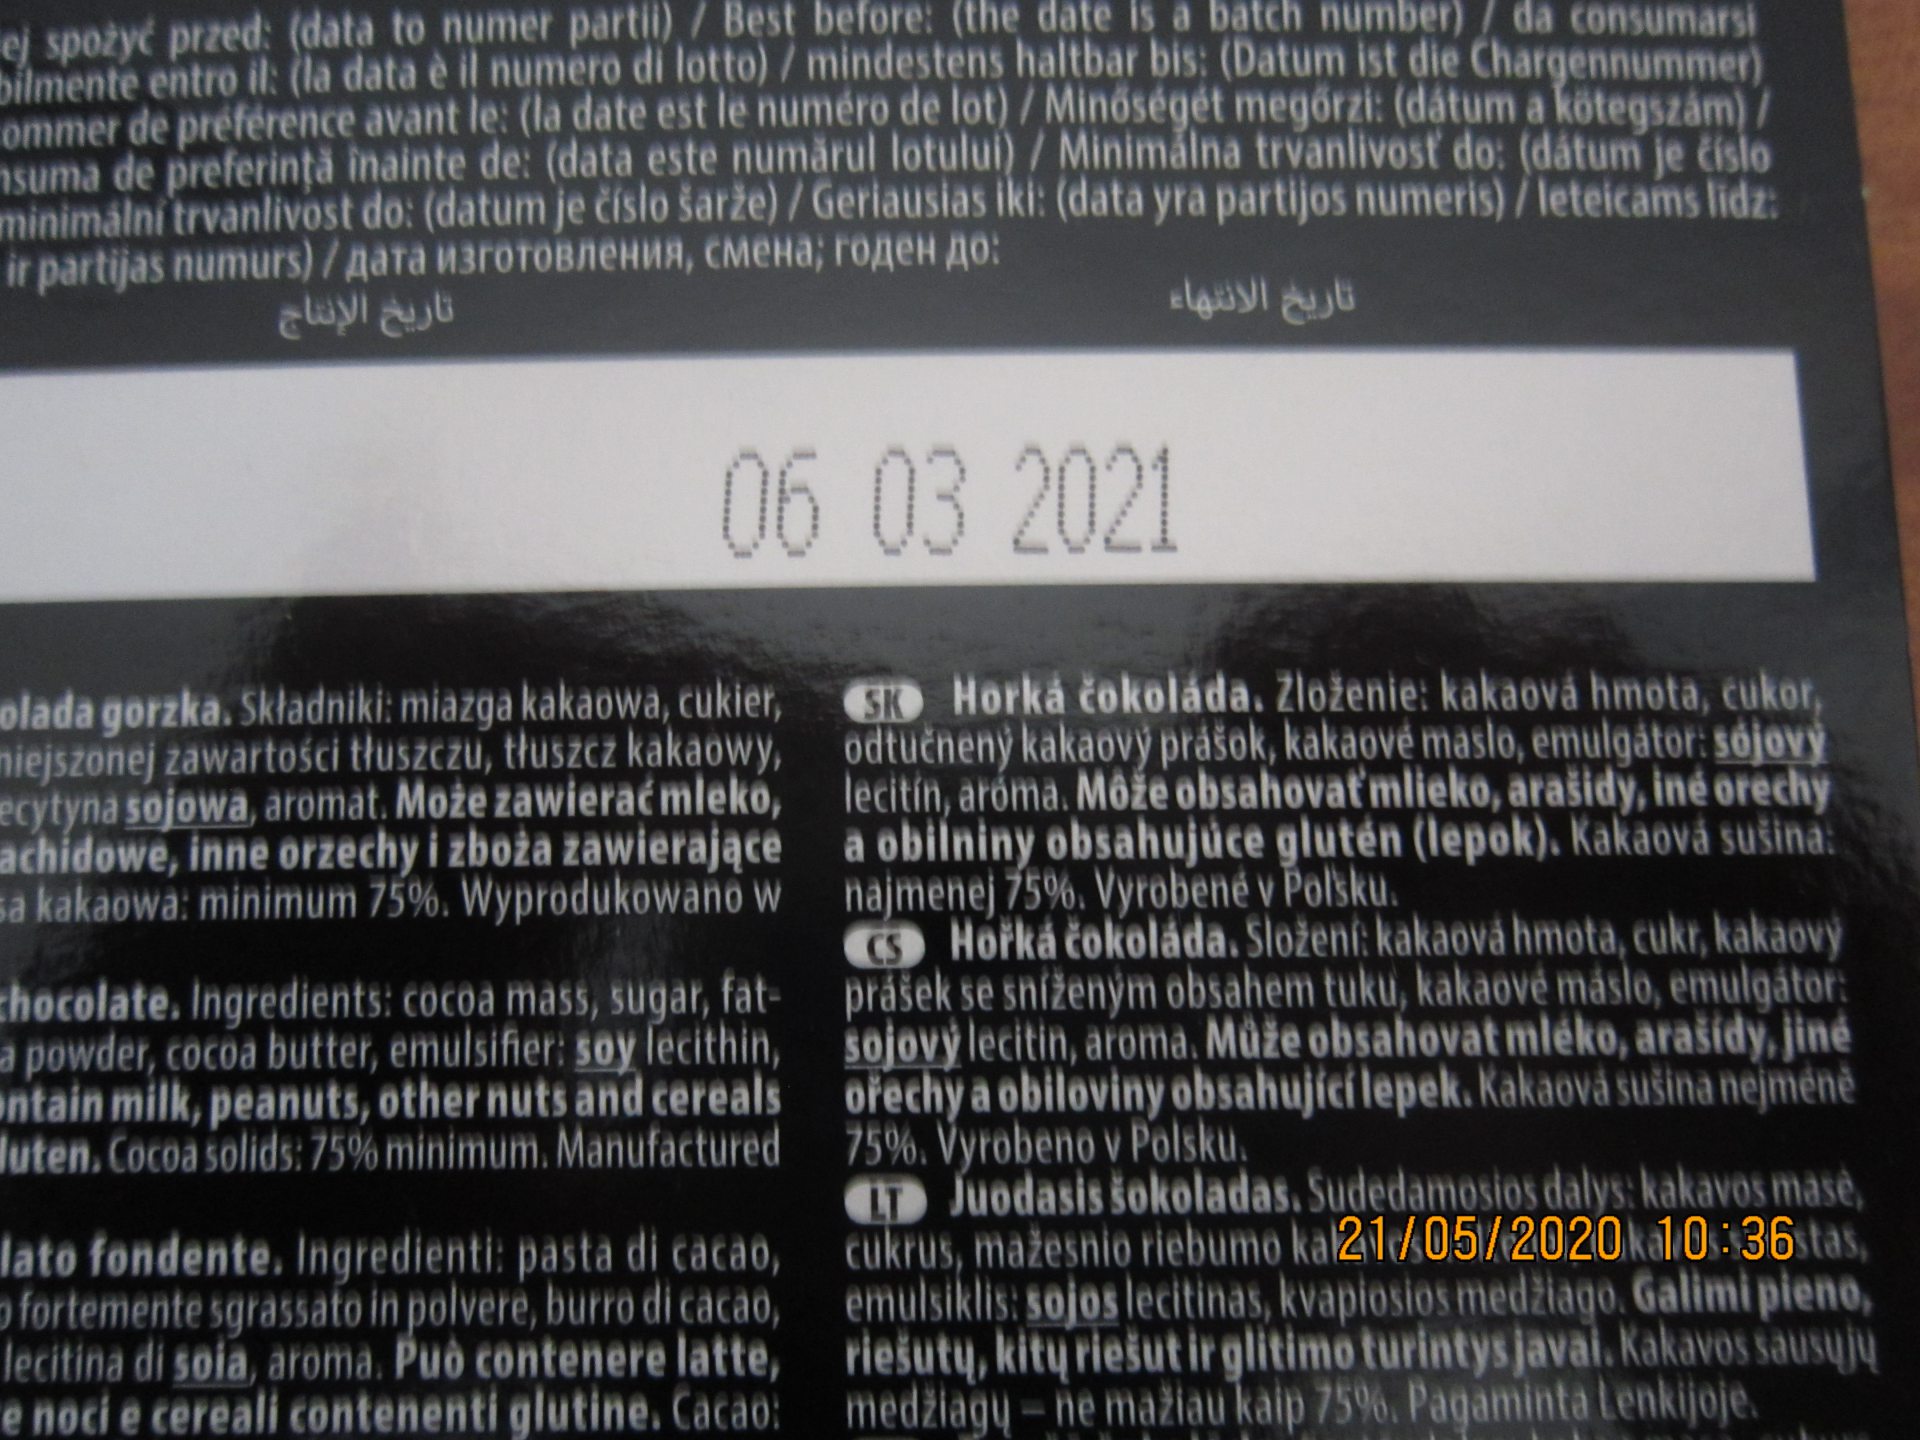 ej spożyć przed: (data to numer partii) / Best before: (the date is a batch number) / da consumarsi
bilmente entro il: (la data è il numero di lotto) / mindestens haltbar bis: (Datum ist die Chargennummer)
ommer de préférence avant le: (la date est le numéro de lot) / Minőségét megőrzi: (dátum a kötegszám) /
nsuma de preferință înainte de: (data este numărul lotului) / Minimálna trvanlivosť do: (dátum je číslo
minimální trvanlivost do: (datum je číslo šarže) / Geriausias iki: (data yra partijos numeris) / Ieteicams līdz:
ir partijas numurs) / дата изготовления, смена; годен до:
تاريخ الانتهاء تاريخ الإنتاج
06 03 2021
olada gorzka. Składniki: miazga kakaowa, cukier,
niejszonej zawartości tłuszczu, tłuszcz kakaowy,
ecytyna sojowa, aromat. Może zawierać mleko,
achidowe, inne orzechy i zboża zawierające
sa kakaowa: minimum 75%. Wyprodukowano w
chocolate. Ingredients: cocoa mass, sugar, fat-
a powder, cocoa butter, emulsifier: soy lecithin,
ontain milk, peanuts, other nuts and cereals
luten. Cocoa solids: 75% minimum. Manufactured
lato fondente. Ingredienti: pasta di cacao,
o fortemente sgrassato in polvere, burro di cacao,
lecitina di soia, aroma. Può contenere latte,
e noci e cereali contenenti glutine. Cacao:
SK Horká čokoláda. Zloženie: kakaová hmota, cukor,
odtučnený kakaový prášok, kakaové maslo, emulgátor: sójový
lecitín, aróma. Môže obsahovať mlieko, arašidy, iné orechy
a obilniny obsahujúce glutén (lepok). Kakaová sušina:
najmenej 75%. Vyrobené v Poľsku.
CS Hořká čokoláda. Složení: kakaová hmota, cukr, kakaový
prášek se sníženým obsahem tuku, kakaové máslo, emulgátor:
sojový lecitin, aroma. Může obsahovat mléko, arašídy, jiné
ořechy a obiloviny obsahující lepek. Kakaová sušina nejméně
75%. Vyrobeno v Polsku.
LT Juodasis šokoladas. Sudedamosios dalys: kakavos masė,
cukrus, mažesnio riebumo ka
21/05/2020 10:36
emulsiklis: sojos lecitinas, kvapiosios medžiago. Galimi pieno,
riešutų, kitų riešut ir glitimo turintys javai. Kakavos sausųjų
medžiagų – ne mažiau kaip 75%. Pagaminta Lenkijoje.